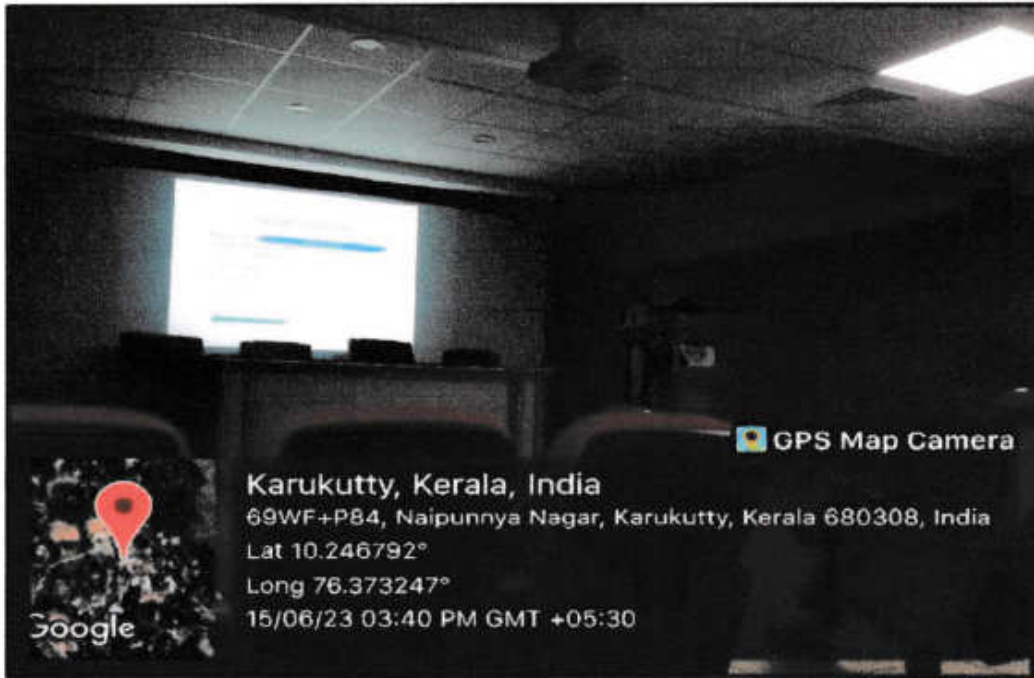 GPS Map Camera
Karukutty, Kerala, India
69WF+P84, Naipunnya Nagar, Karukutty, Kerala 680308, India
Lat 10.246792°
Long 76.373247°
15/06/23 03:40 PM GMT +05:30
Google